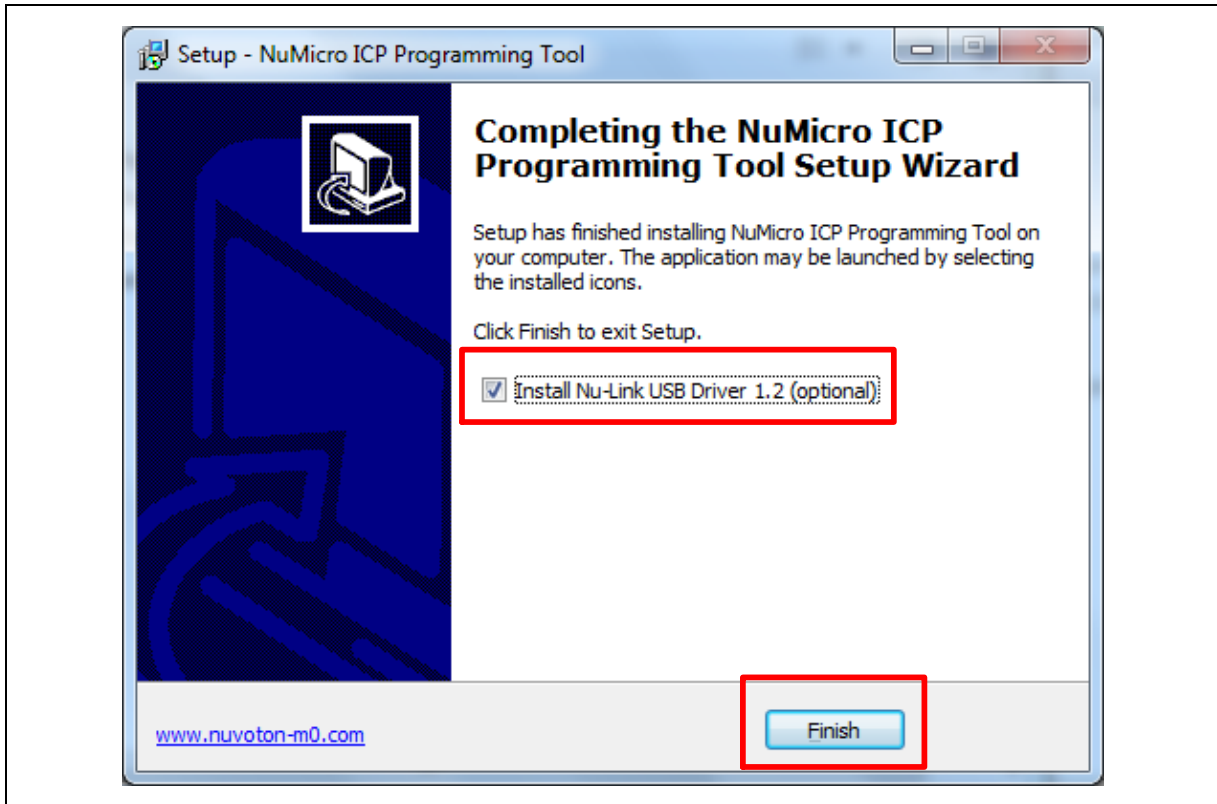 Setup - NuMicro ICP Programming Tool
Completing the NuMicro ICP
Programming Tool Setup Wizard
Setup has finished installing NuMicro ICP Programming Tool on
your computer. The application may be launched by selecting
the installed icons.
Click Finish to exit Setup.
Install Nu-Link USB Driver 1.2 (optional)
www.nuvoton-m0.com
Finish